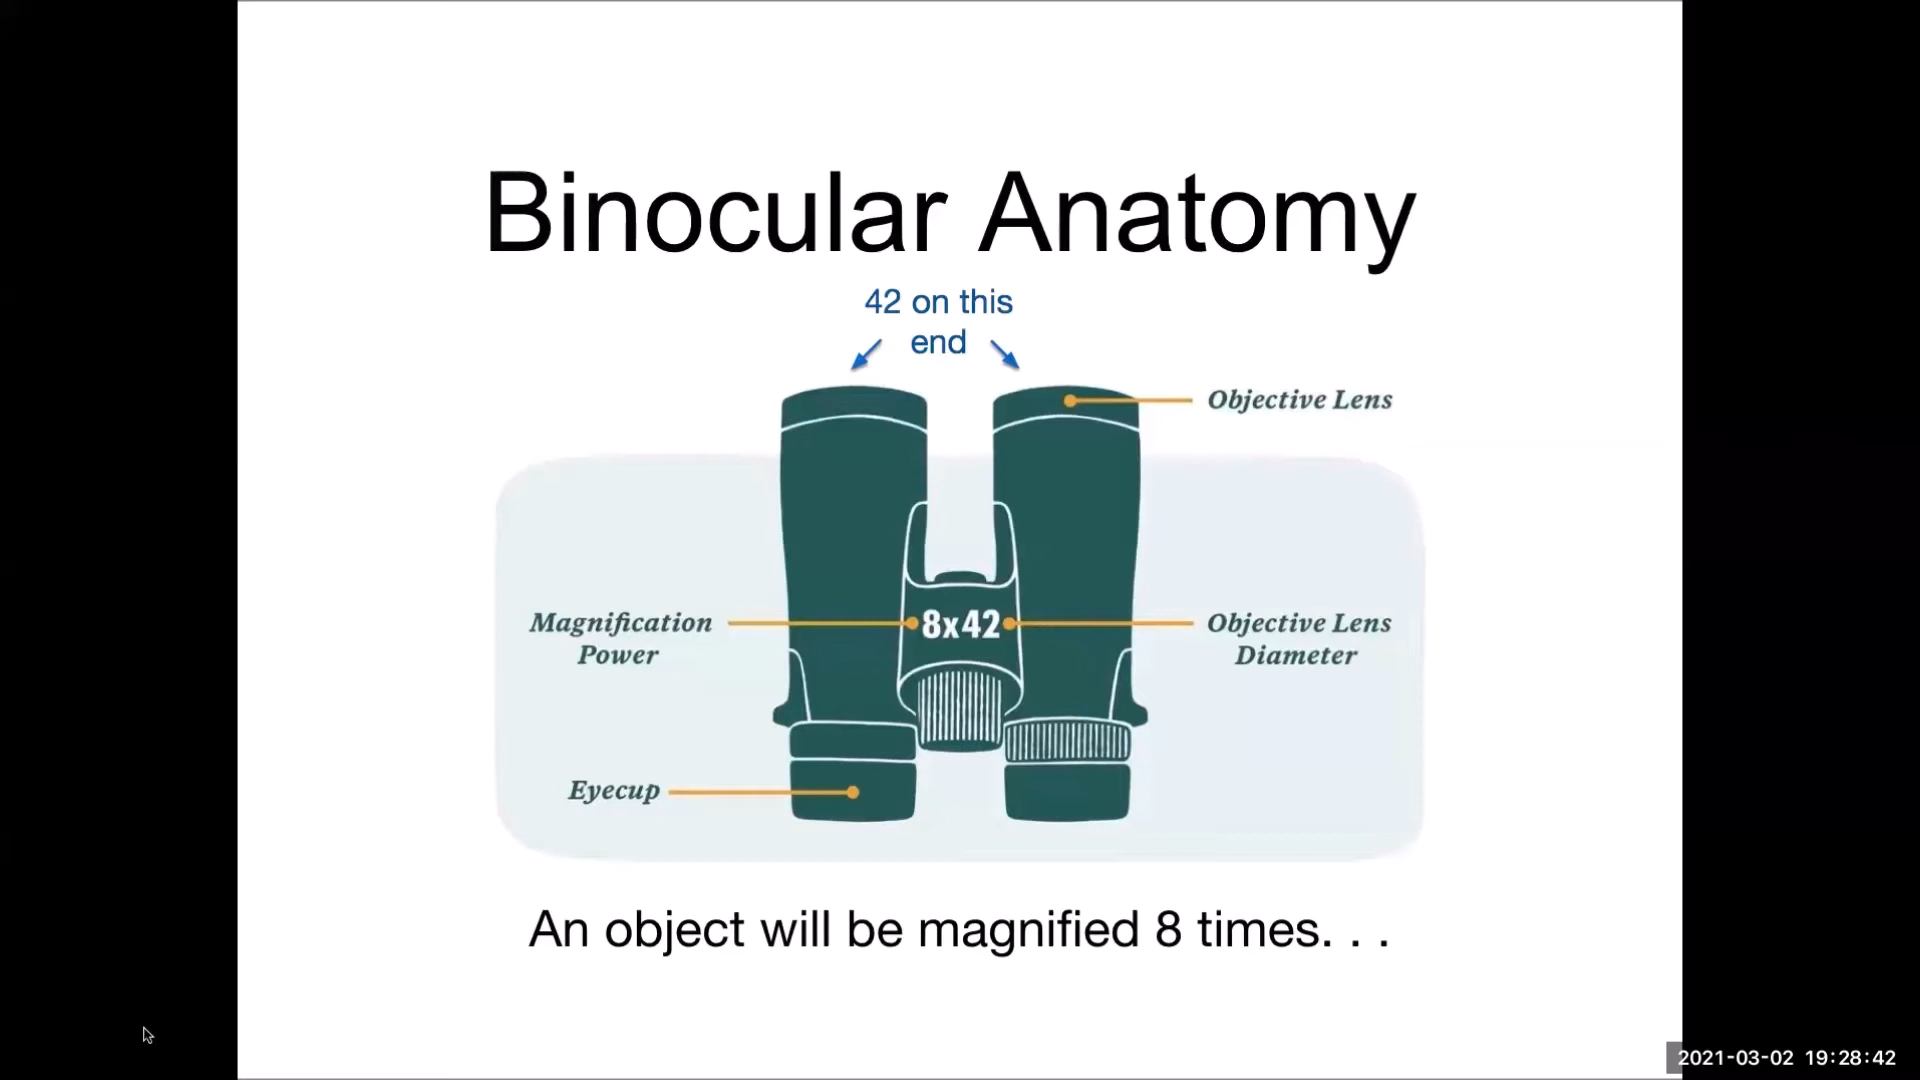 Binocular Anatomy
42 on this
end
Objective Lens
Magnification
Power
8x42
Objective Lens
Diameter
Eyecup
An object will be magnified 8 times. . .
2021-03-02 19:28:42